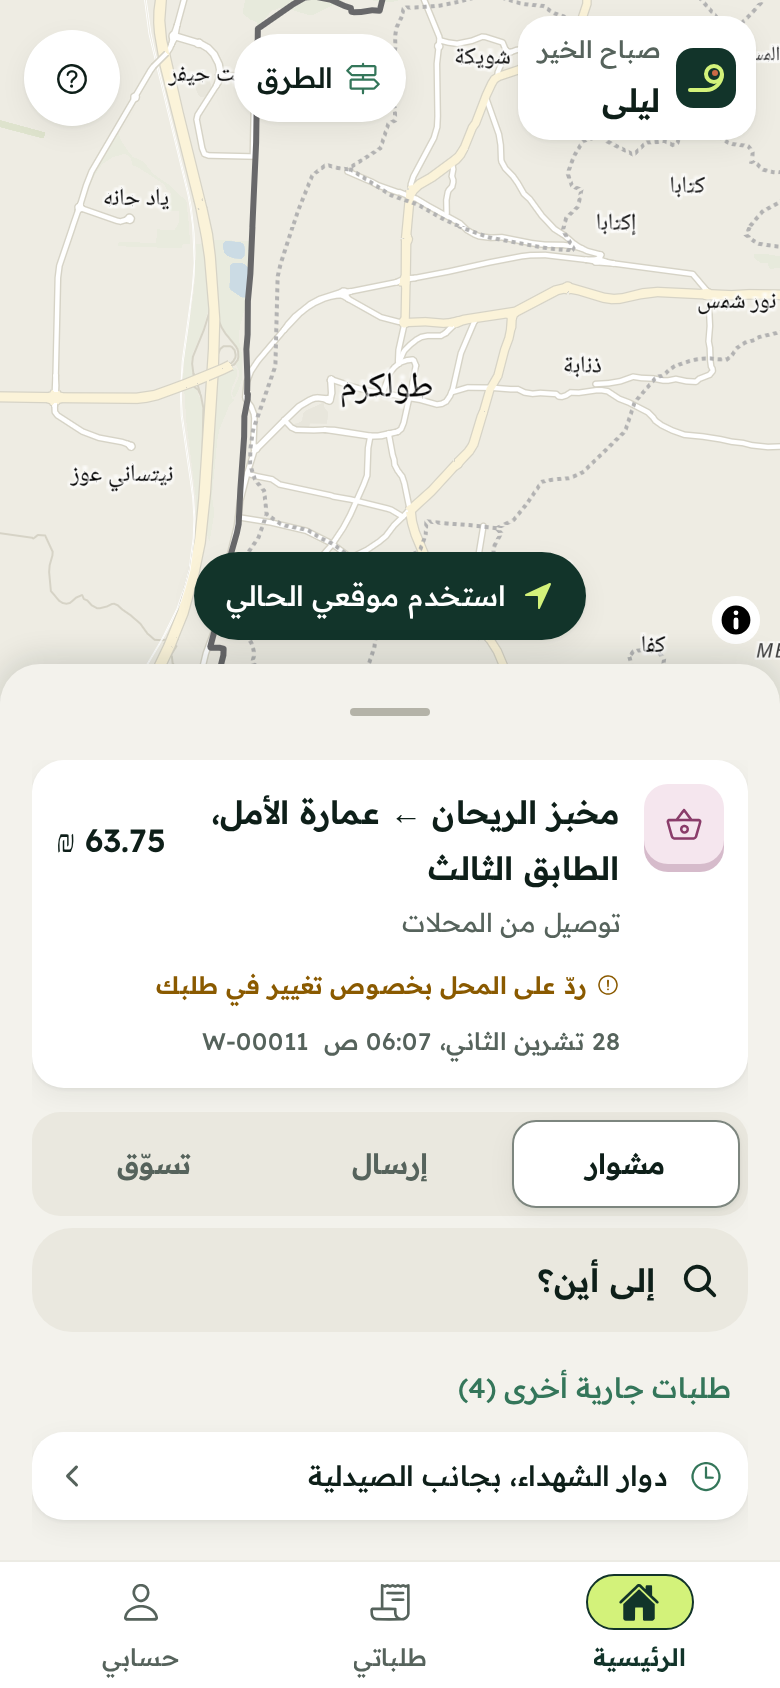 صباح الخير
ليلى
الطرق
شويكة
كتابا
إكتابا
ياد حانه
نور شمس
ذنابة
طولكرم
نيتساني عوز
استخدم موقعي الحالي
كفا
ME
مخبز الريحان ← عمارة الأمل،
الطابق الثالث
63.75 ₪
توصيل من المحلات
ردّ على المحل بخصوص تغيير في طلبك
28 تشرين الثاني، 06:07 ص W-00011
مشوار
إرسال
تسوّق
إلى أين؟
طلبات جارية أخرى (4)
دوار الشهداء، بجانب الصيدلية
الرئيسية
طلباتي
حسابي